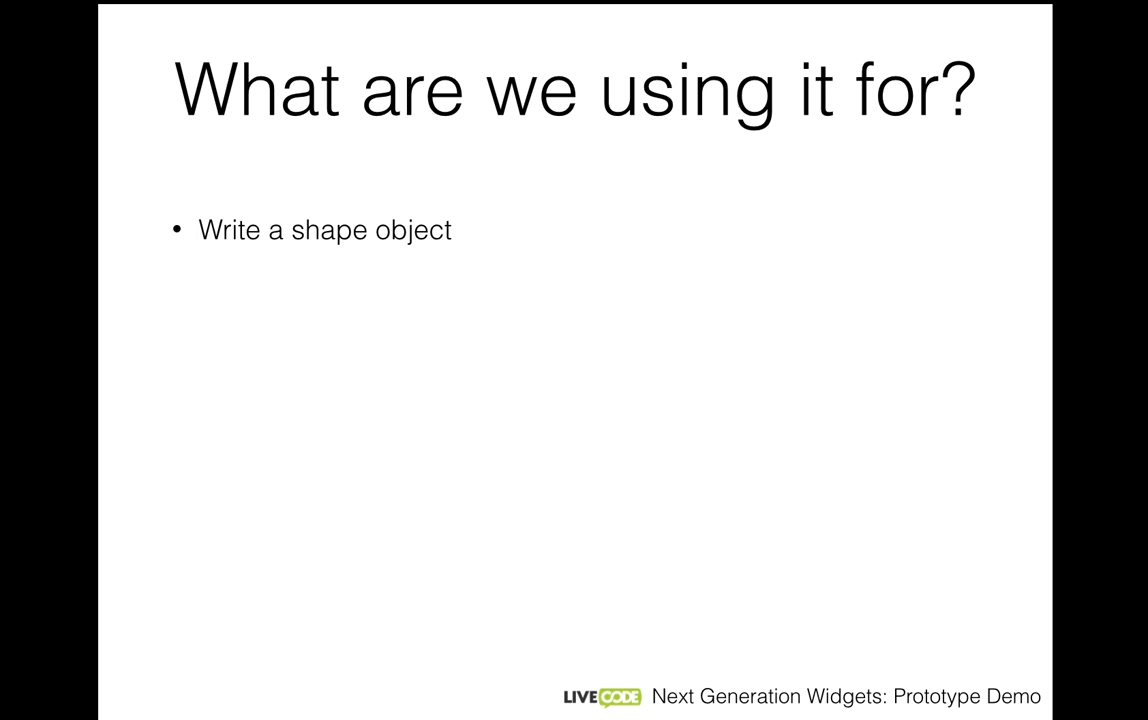 What are we using it for?
• Write a shape object
LIVECODE Next Generation Widgets: Prototype Demo